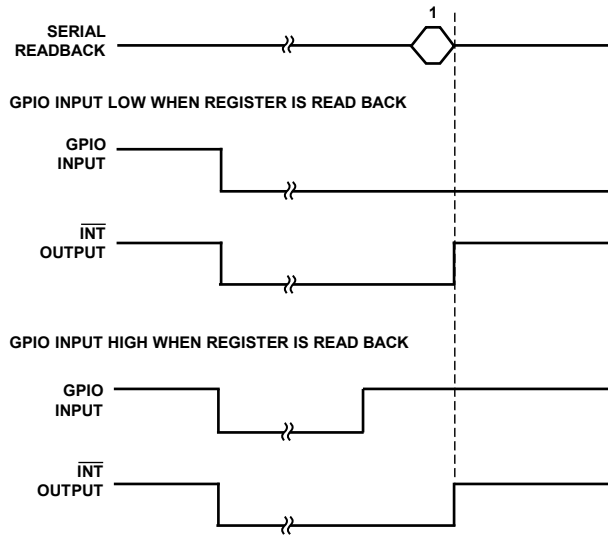 1
SERIAL
READBACK
GPIO INPUT LOW WHEN REGISTER IS READ BACK
GPIO
INPUT
INT
OUTPUT
GPIO INPUT HIGH WHEN REGISTER IS READ BACK
GPIO
INPUT
INT
OUTPUT